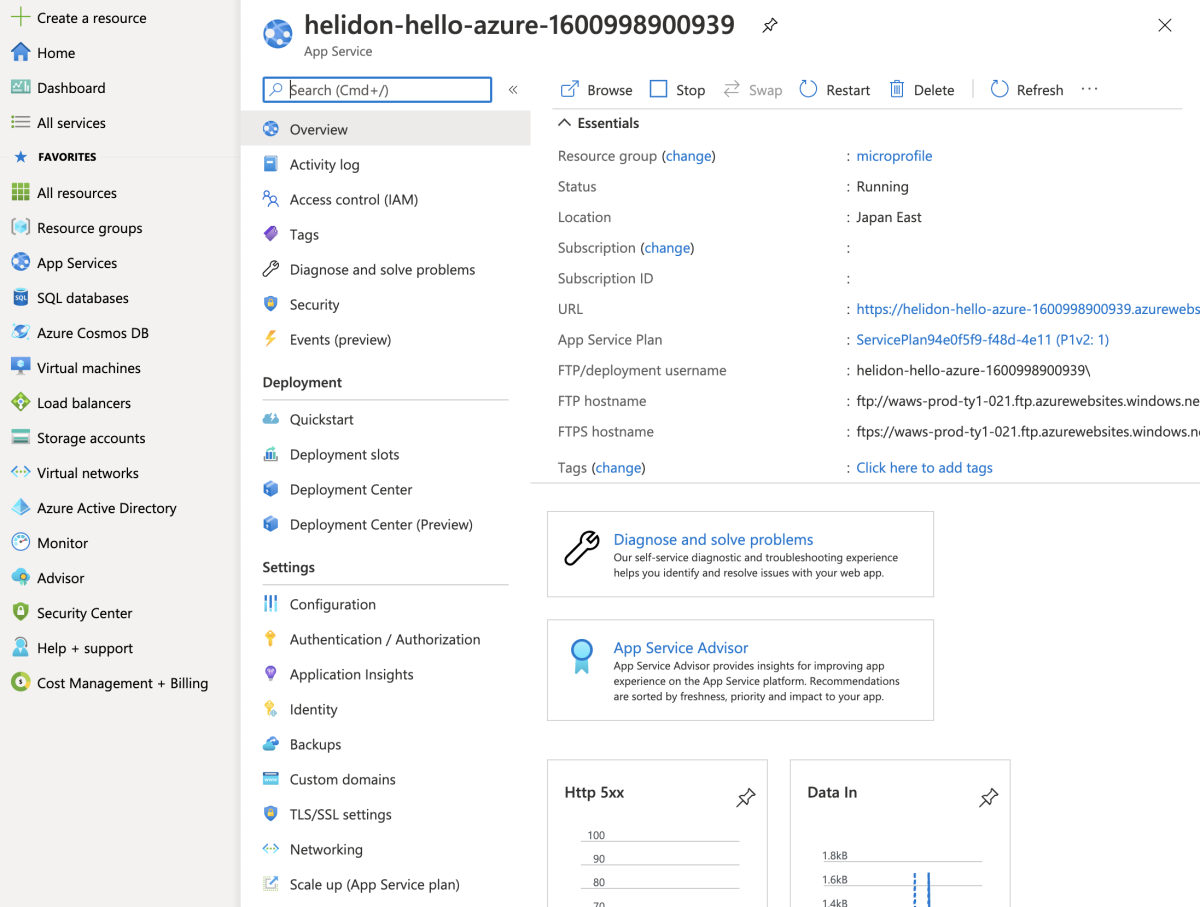 Create a resource
Home
Dashboard
All services
FAVORITES
All resources
Resource groups
App Services
SQL databases
Azure Cosmos DB
Virtual machines
Load balancers
Storage accounts
Virtual networks
Azure Active Directory
Monitor
Advisor
Security Center
Help + support
Cost Management + Billing
helidon-hello-azure-1600998900939
App Service
Search (Cmd+/)
«
Overview
Activity log
Access control (IAM)
Tags
Diagnose and solve problems
Security
Events (preview)
Deployment
Quickstart
Deployment slots
Deployment Center
Deployment Center (Preview)
Settings
Configuration
Authentication / Authorization
Application Insights
Identity
Backups
Custom domains
TLS/SSL settings
Networking
Scale up (App Service plan)
Browse Stop Swap Restart Delete Refresh ···
Essentials
Resource group (change) : microprofile
Status : Running
Location : Japan East
Subscription (change) :
Subscription ID :
URL : https://helidon-hello-azure-1600998900939.azurewebs
App Service Plan : ServicePlan94e0f5f9-f48d-4e11 (P1v2: 1)
FTP/deployment username : helidon-hello-azure-1600998900939\
FTP hostname : ftp://waws-prod-ty1-021.ftp.azurewebsites.windows.ne
FTPS hostname : ftps://waws-prod-ty1-021.ftp.azurewebsites.windows.n
Tags (change) : Click here to add tags
Diagnose and solve problems
Our self-service diagnostic and troubleshooting experience
helps you identify and resolve issues with your web app.
App Service Advisor
App Service Advisor provides insights for improving app
experience on the App Service platform. Recommendations
are sorted by freshness, priority and impact to your app.
Http 5xx
100
90
80
70
Data In
1.8kB
1.6kB
1.4kB